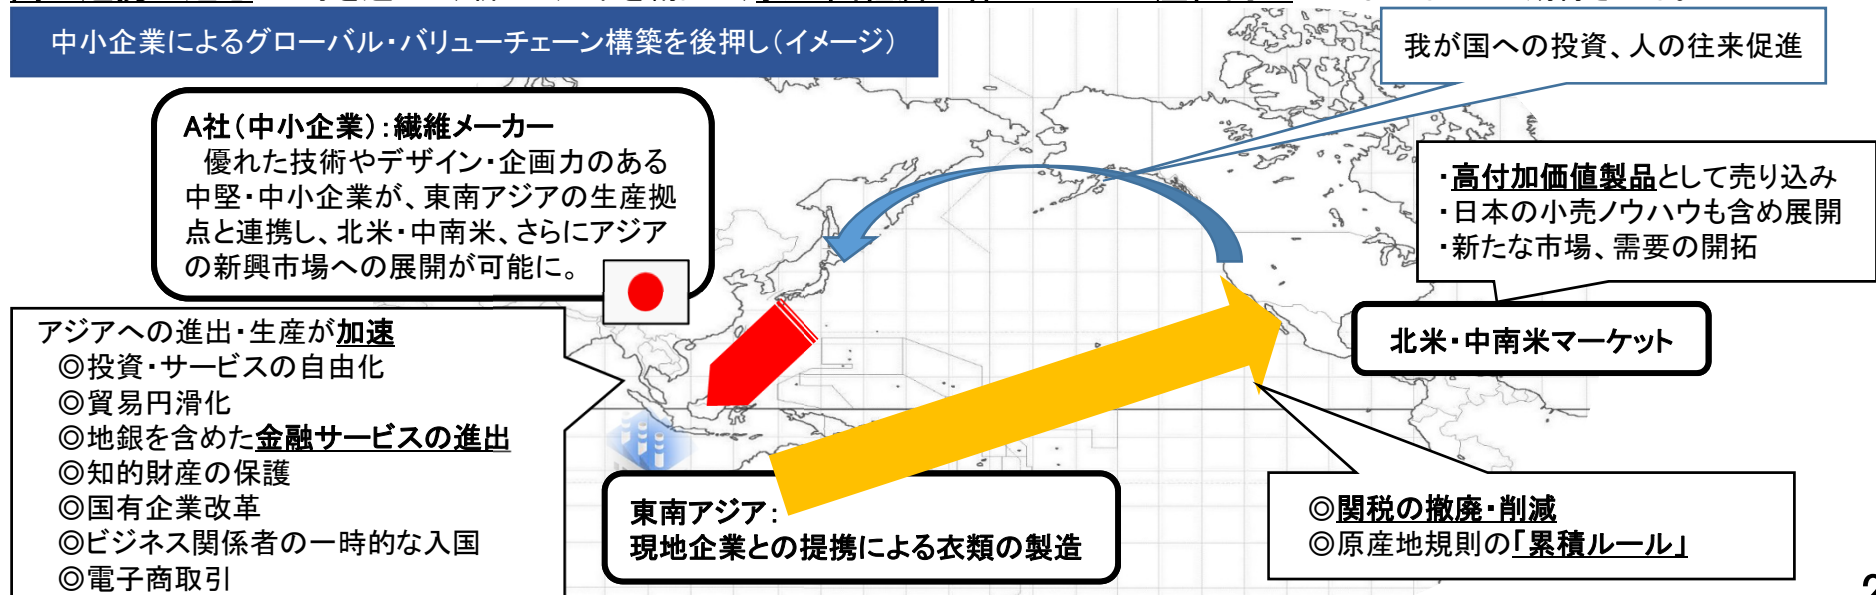 中小企業によるグローバル・バリューチェーン構築を後押し（イメージ）
我が国への投資、人の往来促進
A社（中小企業）：繊維メーカー
優れた技術やデザイン・企画力のある
中堅・中小企業が、東南アジアの生産拠
点と連携し、北米・中南米、さらにアジア
の新興市場への展開が可能に。
・高付加価値製品として売り込み
・日本の小売ノウハウも含め展開
・新たな市場、需要の開拓
北米・中南米マーケット
アジアへの進出・生産が加速
◎投資・サービスの自由化
◎貿易円滑化
◎地銀を含めた金融サービスの進出
◎知的財産の保護
◎国有企業改革
◎ビジネス関係者の一時的な入国
◎電子商取引
東南アジア：
現地企業との提携による衣類の製造
◎関税の撤廃・削減
◎原産地規則の「累積ルール」